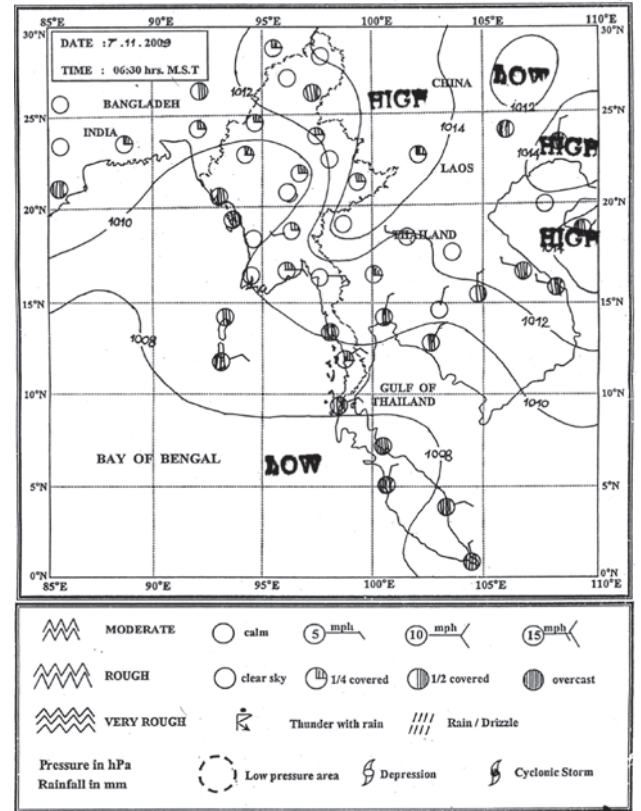 85°E 90°E 95°E 100°E 105°E 110°E
30°N 30°N
DATE : 7.11.2009
TIME : 06:30 hrs. M.S.T
LOW
CHINA
1012
HIGH
1012
BANGLADESH
25°N 25°N
1014
INDIA
HIGH
1014
LAOS
20°N 20°N
1010
THAILAND
HIGH
1014
15°N 15°N
1012
1008
10°N 10°N
GULF OF
THAILAND
1010
BAY OF BENGAL
LOW
1008
5°N 5°N
0°N 0°N
85°E 90°E 95°E 100°E 105°E 110°E
MODERATE calm 5 mph 10 mph 15 mph
ROUGH clear sky 1/4 covered 1/2 covered overcast
VERY ROUGH Thunder with rain Rain / Drizzle
Pressure in hPa
Rainfall in mm
Low pressure area Depression Cyclonic Storm